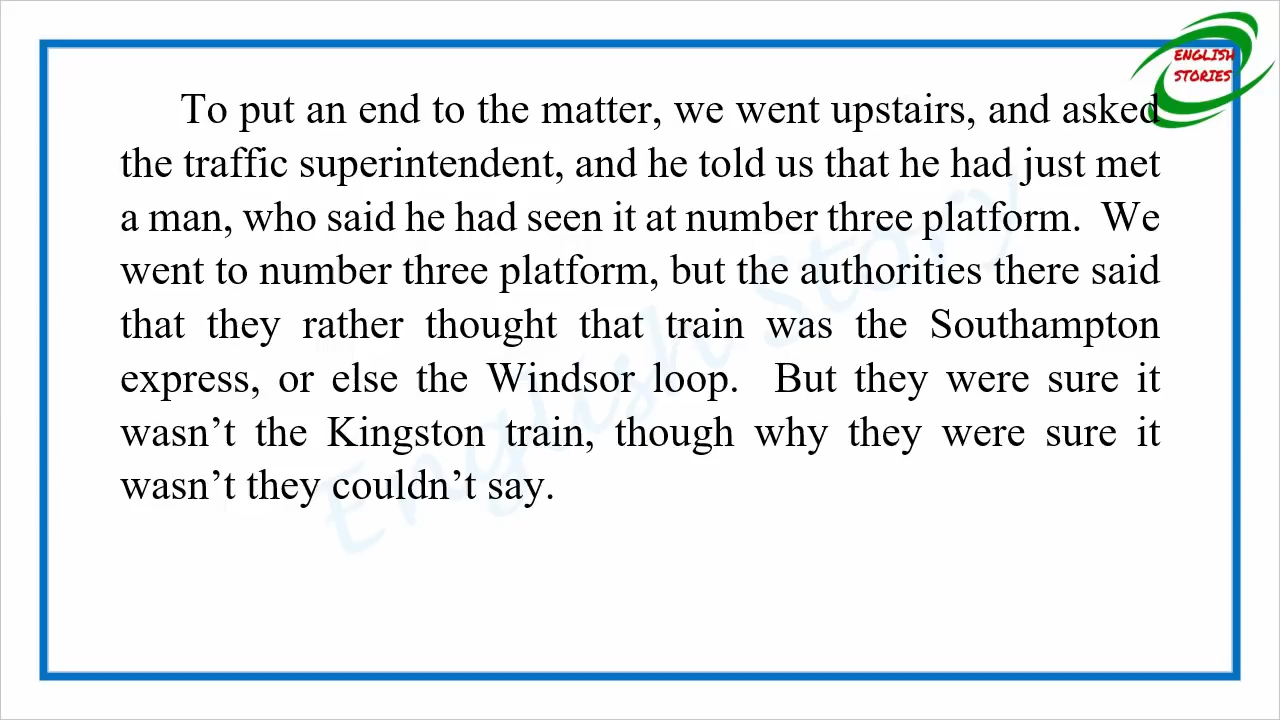 ENGLISH
STORIES
To put an end to the matter, we went upstairs, and asked
the traffic superintendent, and he told us that he had just met
a man, who said he had seen it at number three platform. We
went to number three platform, but the authorities there said
that they rather thought that train was the Southampton
express, or else the Windsor loop. But they were sure it
wasn’t the Kingston train, though why they were sure it
wasn’t they couldn’t say.
English Story